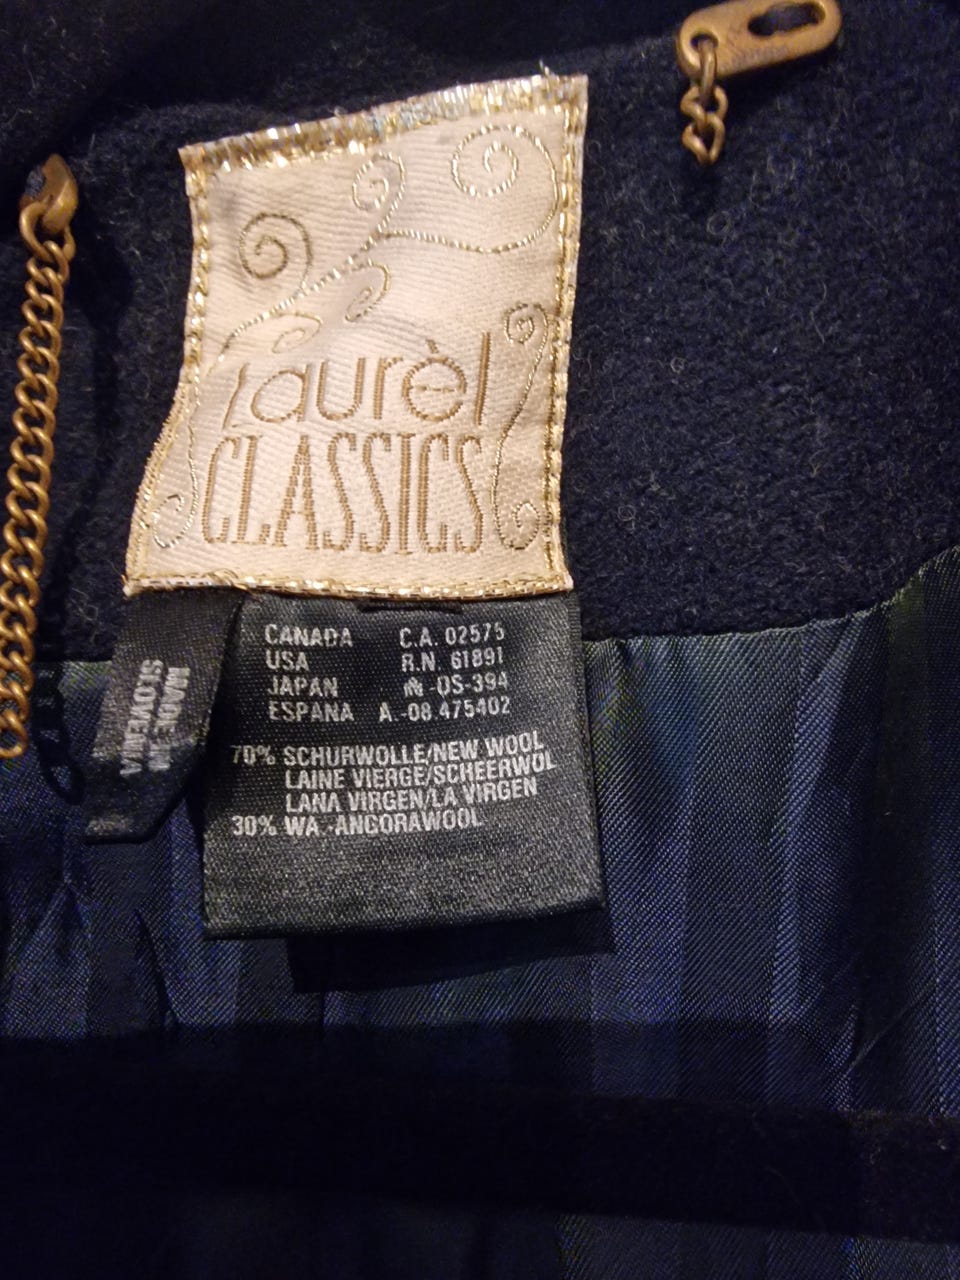 Laurèl
CLASSICS
CANADA C.A. 02575
USA R.N. 61891
JAPAN -OS-394
ESPANA A.-08.475402
70% SCHURWOLLE/NEW WOOL
LAINE VIERGE/SCHEERWOL
LANA VIRGEN/LA VIRGEN
30% WA.-ANGORAWOOL
MADE
IN
SLOVENIA